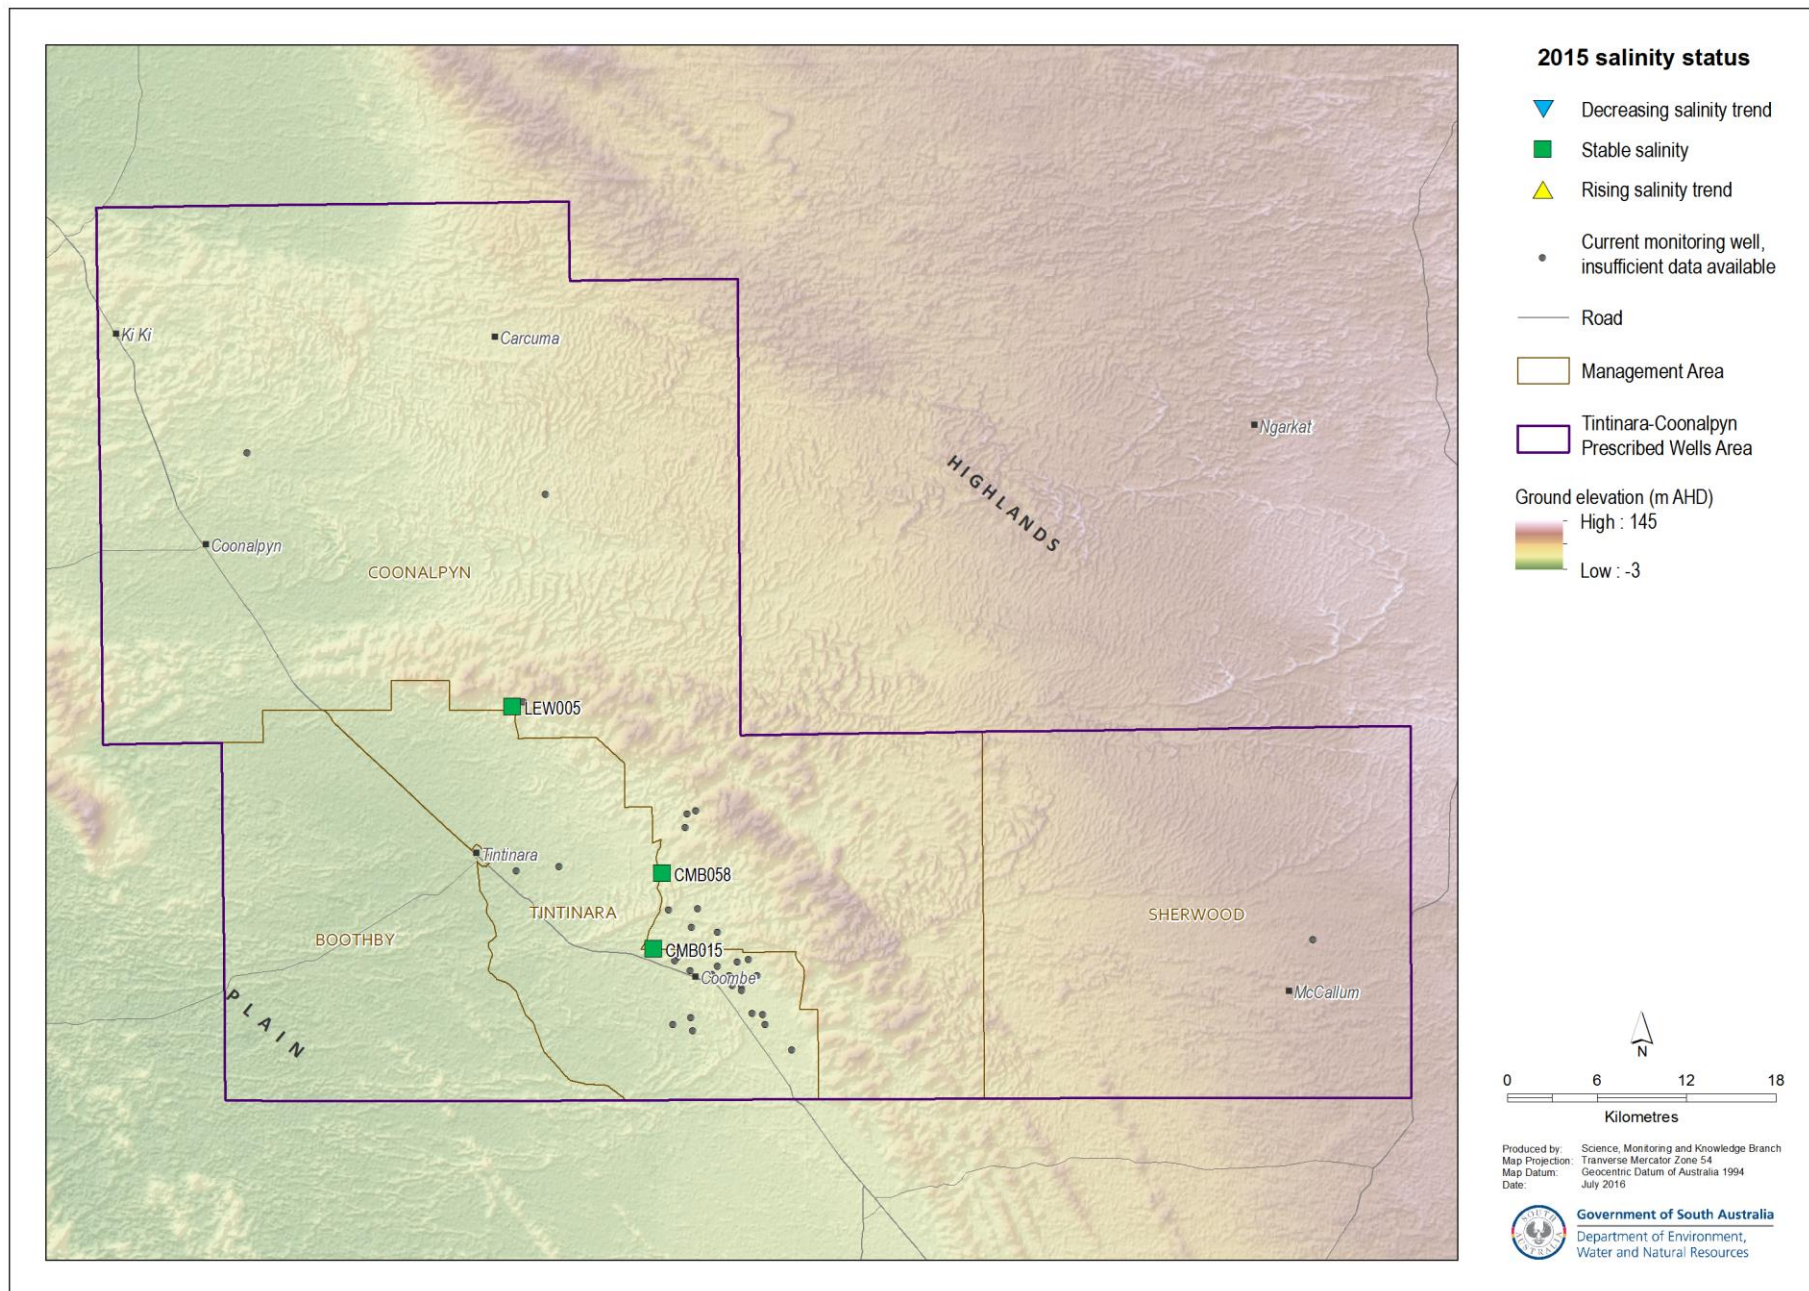 2015 salinity status
Decreasing salinity trend
Stable salinity
Rising salinity trend
Current monitoring well,
insufficient data available
Road
Management Area
Tintinara-Coonalpyn
Prescribed Wells Area
Ground elevation (m AHD)
High : 145
Low : -3
Ki Ki
Carcuma
Ngarkat
HIGHLANDS
Coonalpyn
COONALPYN
LEW005
Tintinara
CMB058
TINTINARA
SHERWOOD
BOOTHBY
CMB015
Coombe
McCallum
PLAIN
N
0 6 12 18
Kilometres
Produced by: Science, Monitoring and Knowledge Branch
Map Projection: Tranverse Mercator Zone 54
Map Datum: Geocentric Datum of Australia 1994
Date: July 2016
SOUTH AUSTRALIA
Government of South Australia
Department of Environment,
Water and Natural Resources